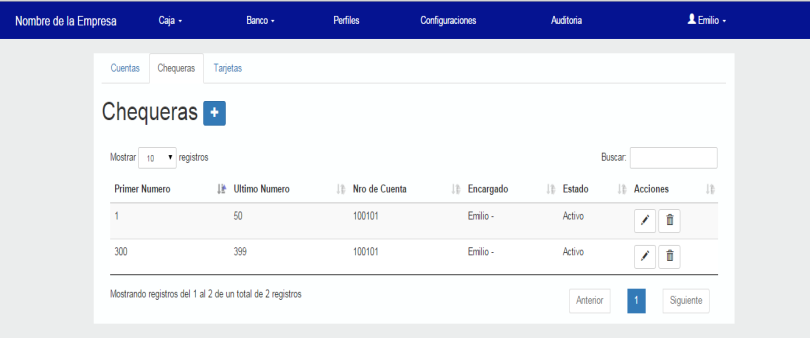 Nombre de la Empresa Caja Banco Perfiles Configuraciones Auditoria Emilio
Cuentas Chequeras Tarjetas
Chequeras +
Mostrar 10 registros Buscar:
Primer Numero Ultimo Numero Nro de Cuenta Encargado Estado Acciones
1 50 100101 Emilio - Activo
300 399 100101 Emilio - Activo
Mostrando registros del 1 al 2 de un total de 2 registros
Anterior 1 Siguiente